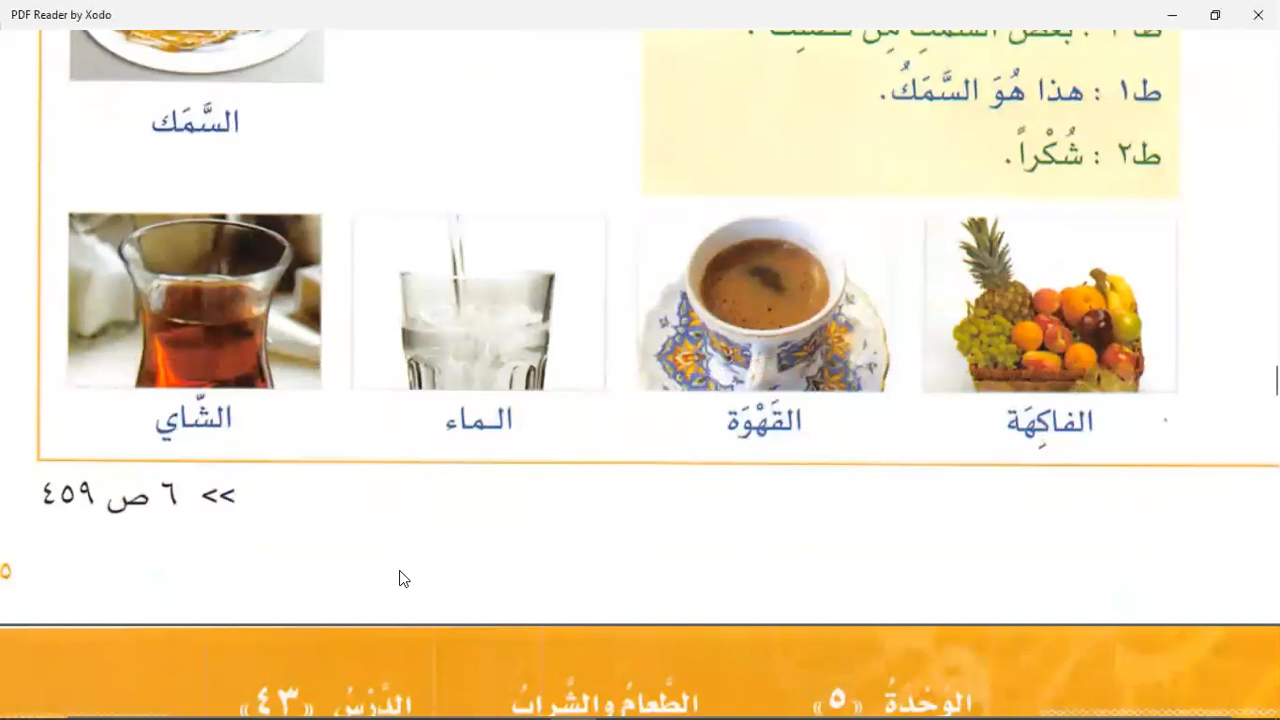 PDF Reader by Xodo
ط١ : هذا هُوَ السَّمَكُ.
ط٢ : شُكْراً.
السَّمَك
الفاكِهَة
القَهْوَة
الـماء
الشّاي
<< ٦ ص ٤٥٩
٥
الوَحْدَةُ «٥» الطَّعامُ والشَّرابُ الدَّرْسُ «٤٣»